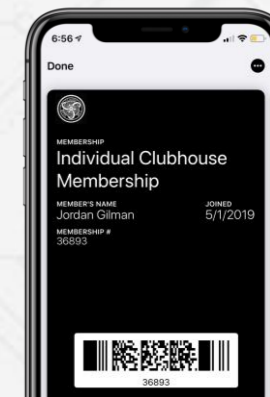 6:56
Done
MEMBERSHIP
Individual Clubhouse
Membership
MEMBER'S NAME
Jordan Gilman
JOINED
5/1/2019
MEMBERSHIP #
36893
36893